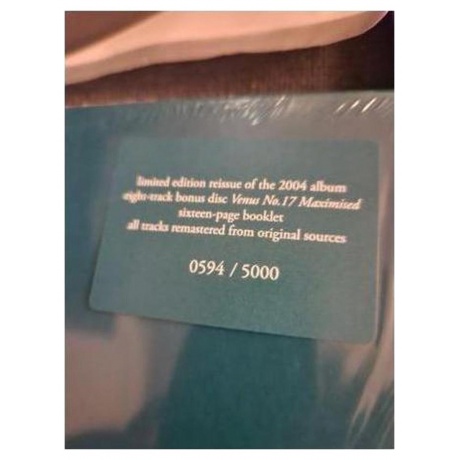 limited edition reissue of the 2004 album
eight-track bonus disc Venus No.17 Maximised
sixteen-page booklet
all tracks remastered from original sources
0594 / 5000